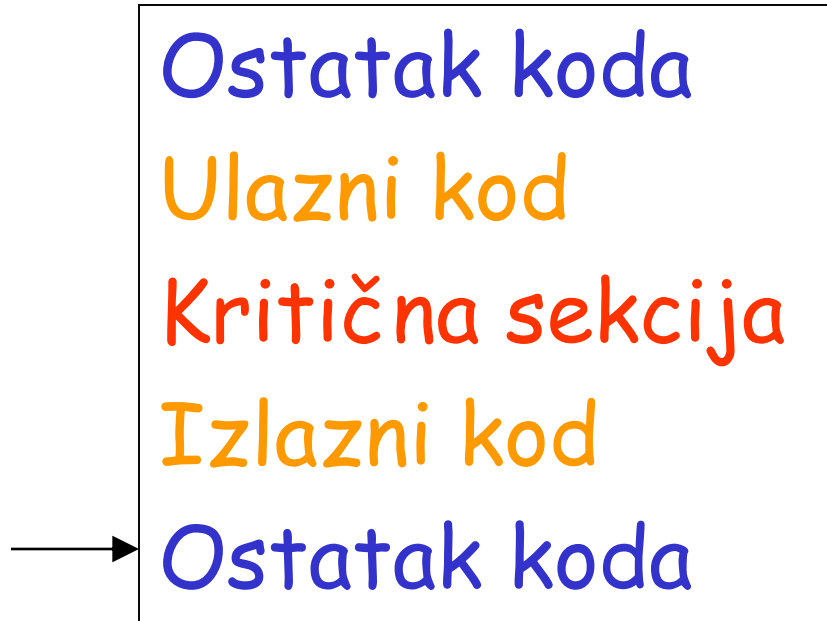 Ostatak koda
Ulazni kod
Kritična sekcija
Izlazni kod
Ostatak koda